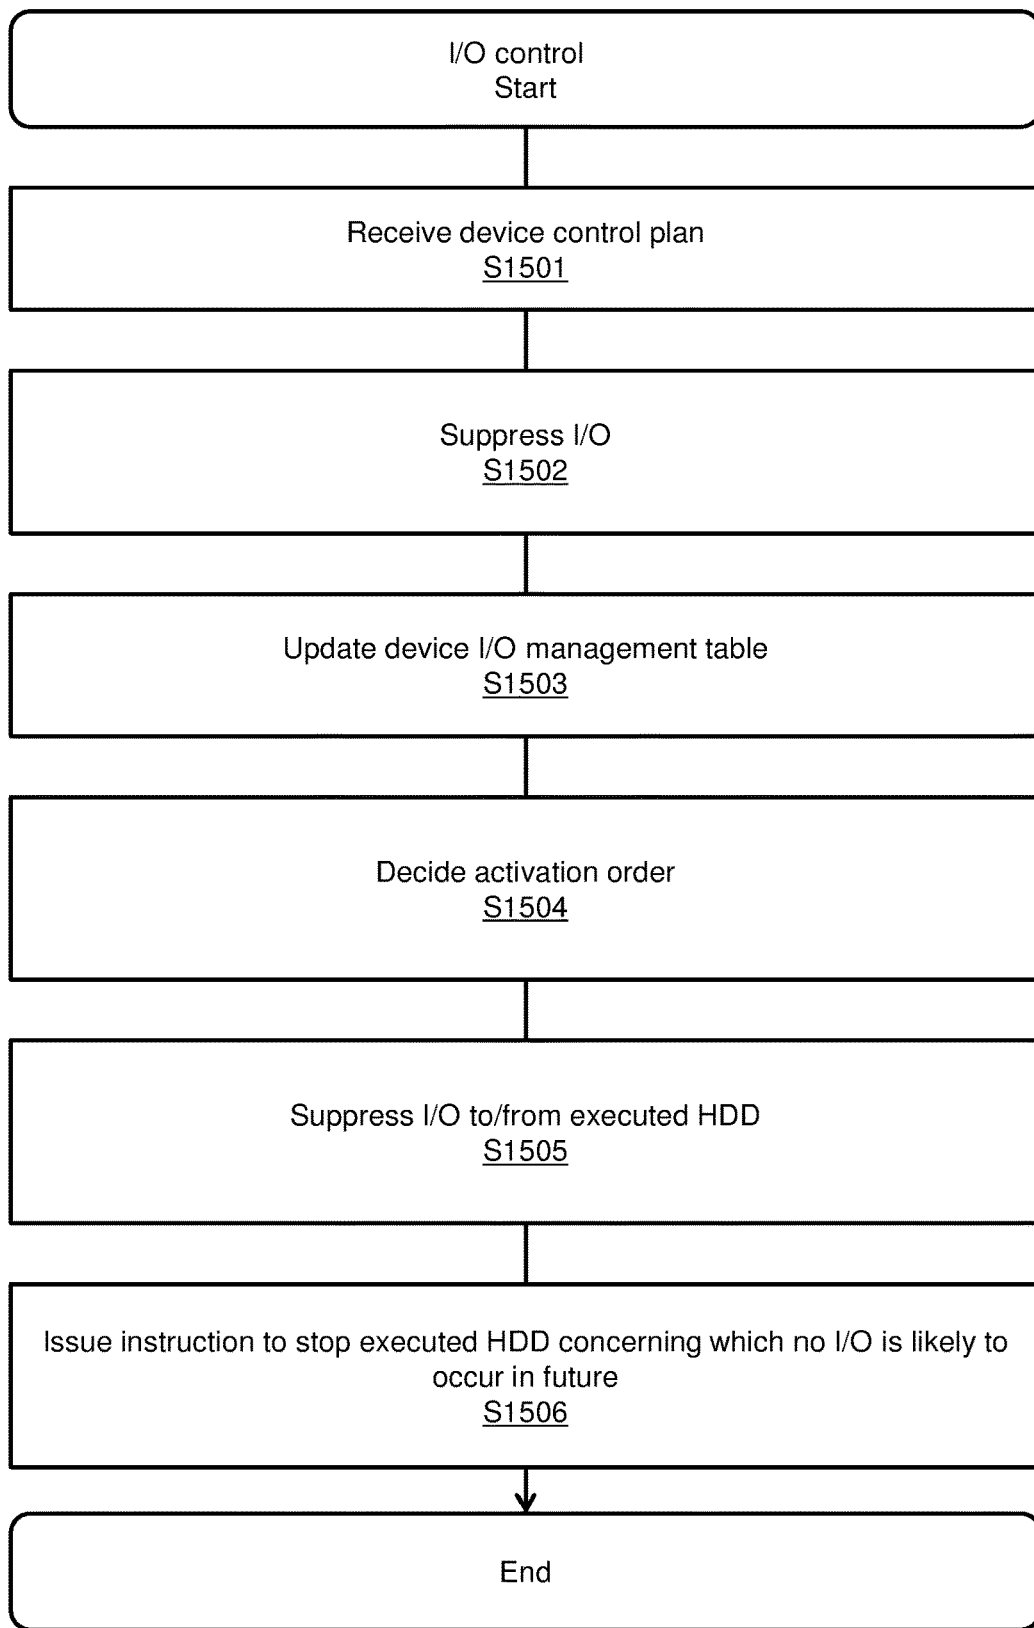 I/O control
Start
Receive device control plan
S1501
Suppress I/O
S1502
Update device I/O management table
S1503
Decide activation order
S1504
Suppress I/O to/from executed HDD
S1505
Issue instruction to stop executed HDD concerning which no I/O is likely to
occur in future
S1506
End